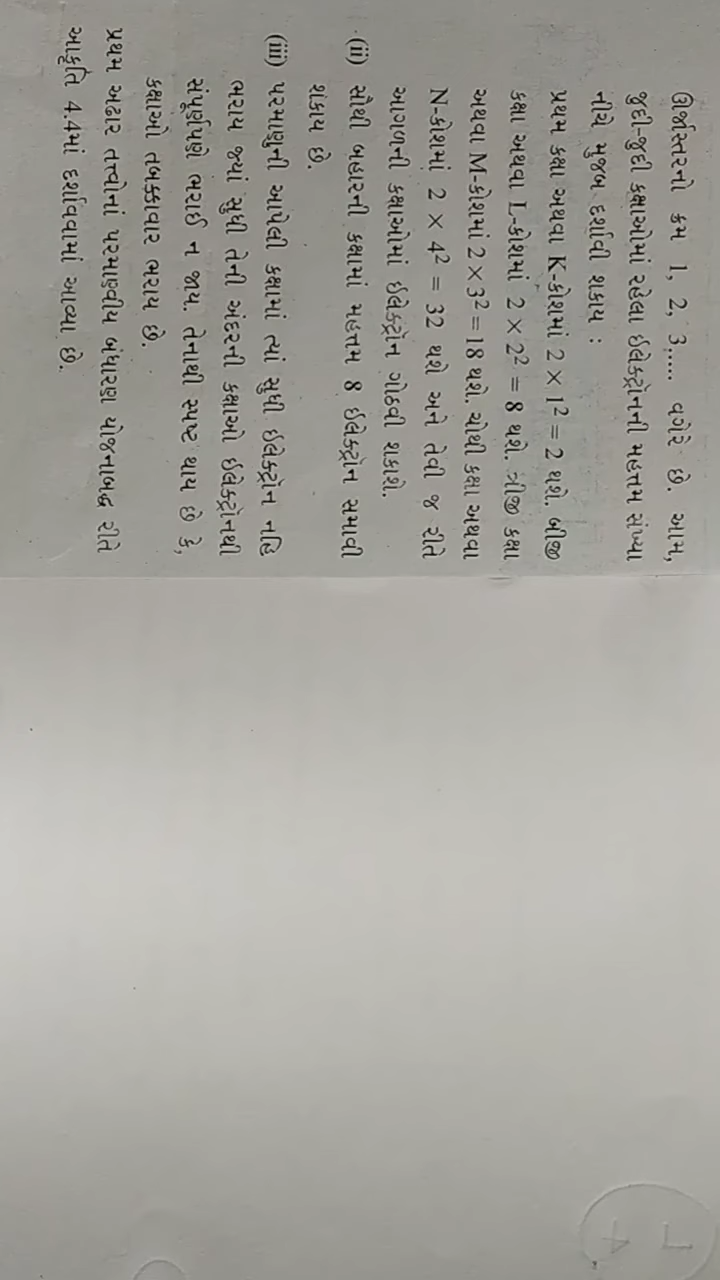 ઊર્જાસ્તરનો ક્રમ 1, 2, 3..... વગેરે છે. આમ,
જુદી-જુદી કક્ષાઓમાં રહેલા ઇલેક્ટ્રોનની મહત્તમ સંખ્યા
નીચે મુજબ દર્શાવી શકાય :
પ્રથમ કક્ષા અથવા K-કોશમાં 2 × 1² = 2 થશે. બીજી
કક્ષા અથવા L-કોશમાં 2 × 2² = 8 થશે. ત્રીજી કક્ષા
અથવા M-કોશમાં 2 × 3² = 18 થશે. ચોથી કક્ષા અથવા
N-કોશમાં 2 × 4² = 32 થશે અને તેવી જ રીતે
આગળની કક્ષાઓમાં ઇલેક્ટ્રોન ગોઠવી શકાશે.
(ii) સૌથી બહારની કક્ષામાં મહત્તમ 8 ઇલેક્ટ્રોન સમાવી
શકાય છે.
(iii) પરમાણુની આપેલી કક્ષામાં ત્યાં સુધી ઇલેક્ટ્રોન નહિ
ભરાય જ્યાં સુધી તેની અંદરની કક્ષાઓ ઇલેક્ટ્રોનથી
સંપૂર્ણપણે ભરાઈ ન જાય. તેનાથી સ્પષ્ટ થાય છે કે,
કક્ષાઓ તબક્કાવાર ભરાય છે.
પ્રથમ અઢાર તત્ત્વોનાં પરમાણ્વીય બંધારણ યોજનાબદ્ધ રીતે
આકૃતિ 4.4માં દર્શાવવામાં આવ્યા છે.